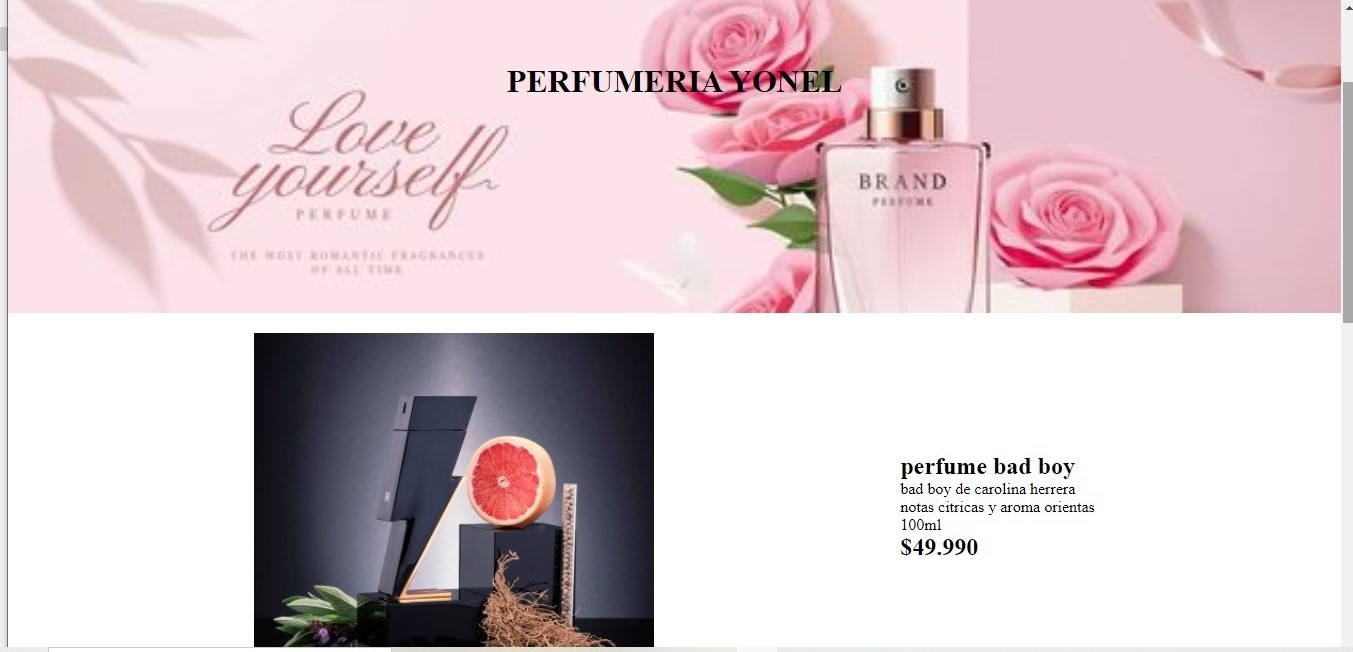 PERFUMERIA YONEL
Love
yourself
PERFUME
THE MOST ROMANTIC FRAGRANCES
OF ALL TIME
BRAND
PERFUME
perfume bad boy
bad boy de carolina herrera
notas citricas y aroma orientas
100ml
$49.990